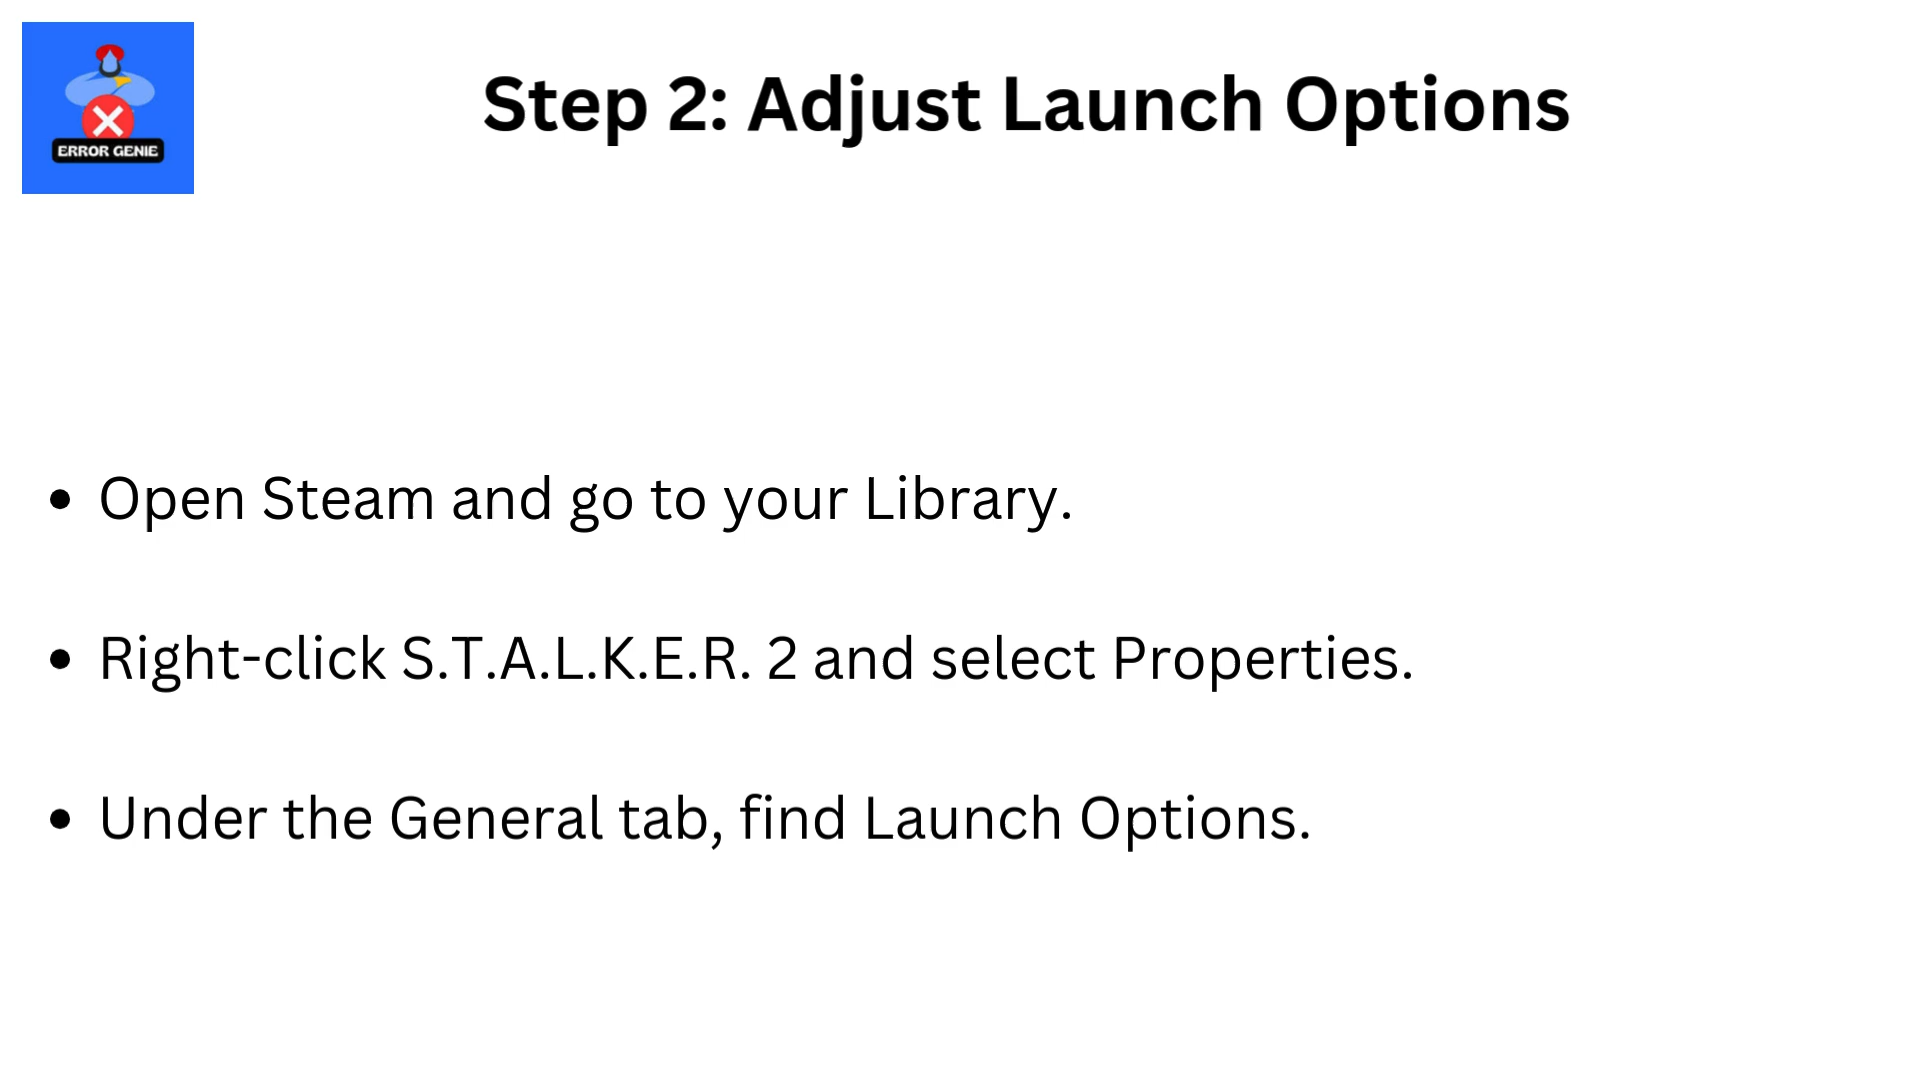 ERROR GENIE
Step 2: Adjust Launch Options
• Open Steam and go to your Library.
• Right-click S.T.A.L.K.E.R. 2 and select Properties.
• Under the General tab, find Launch Options.